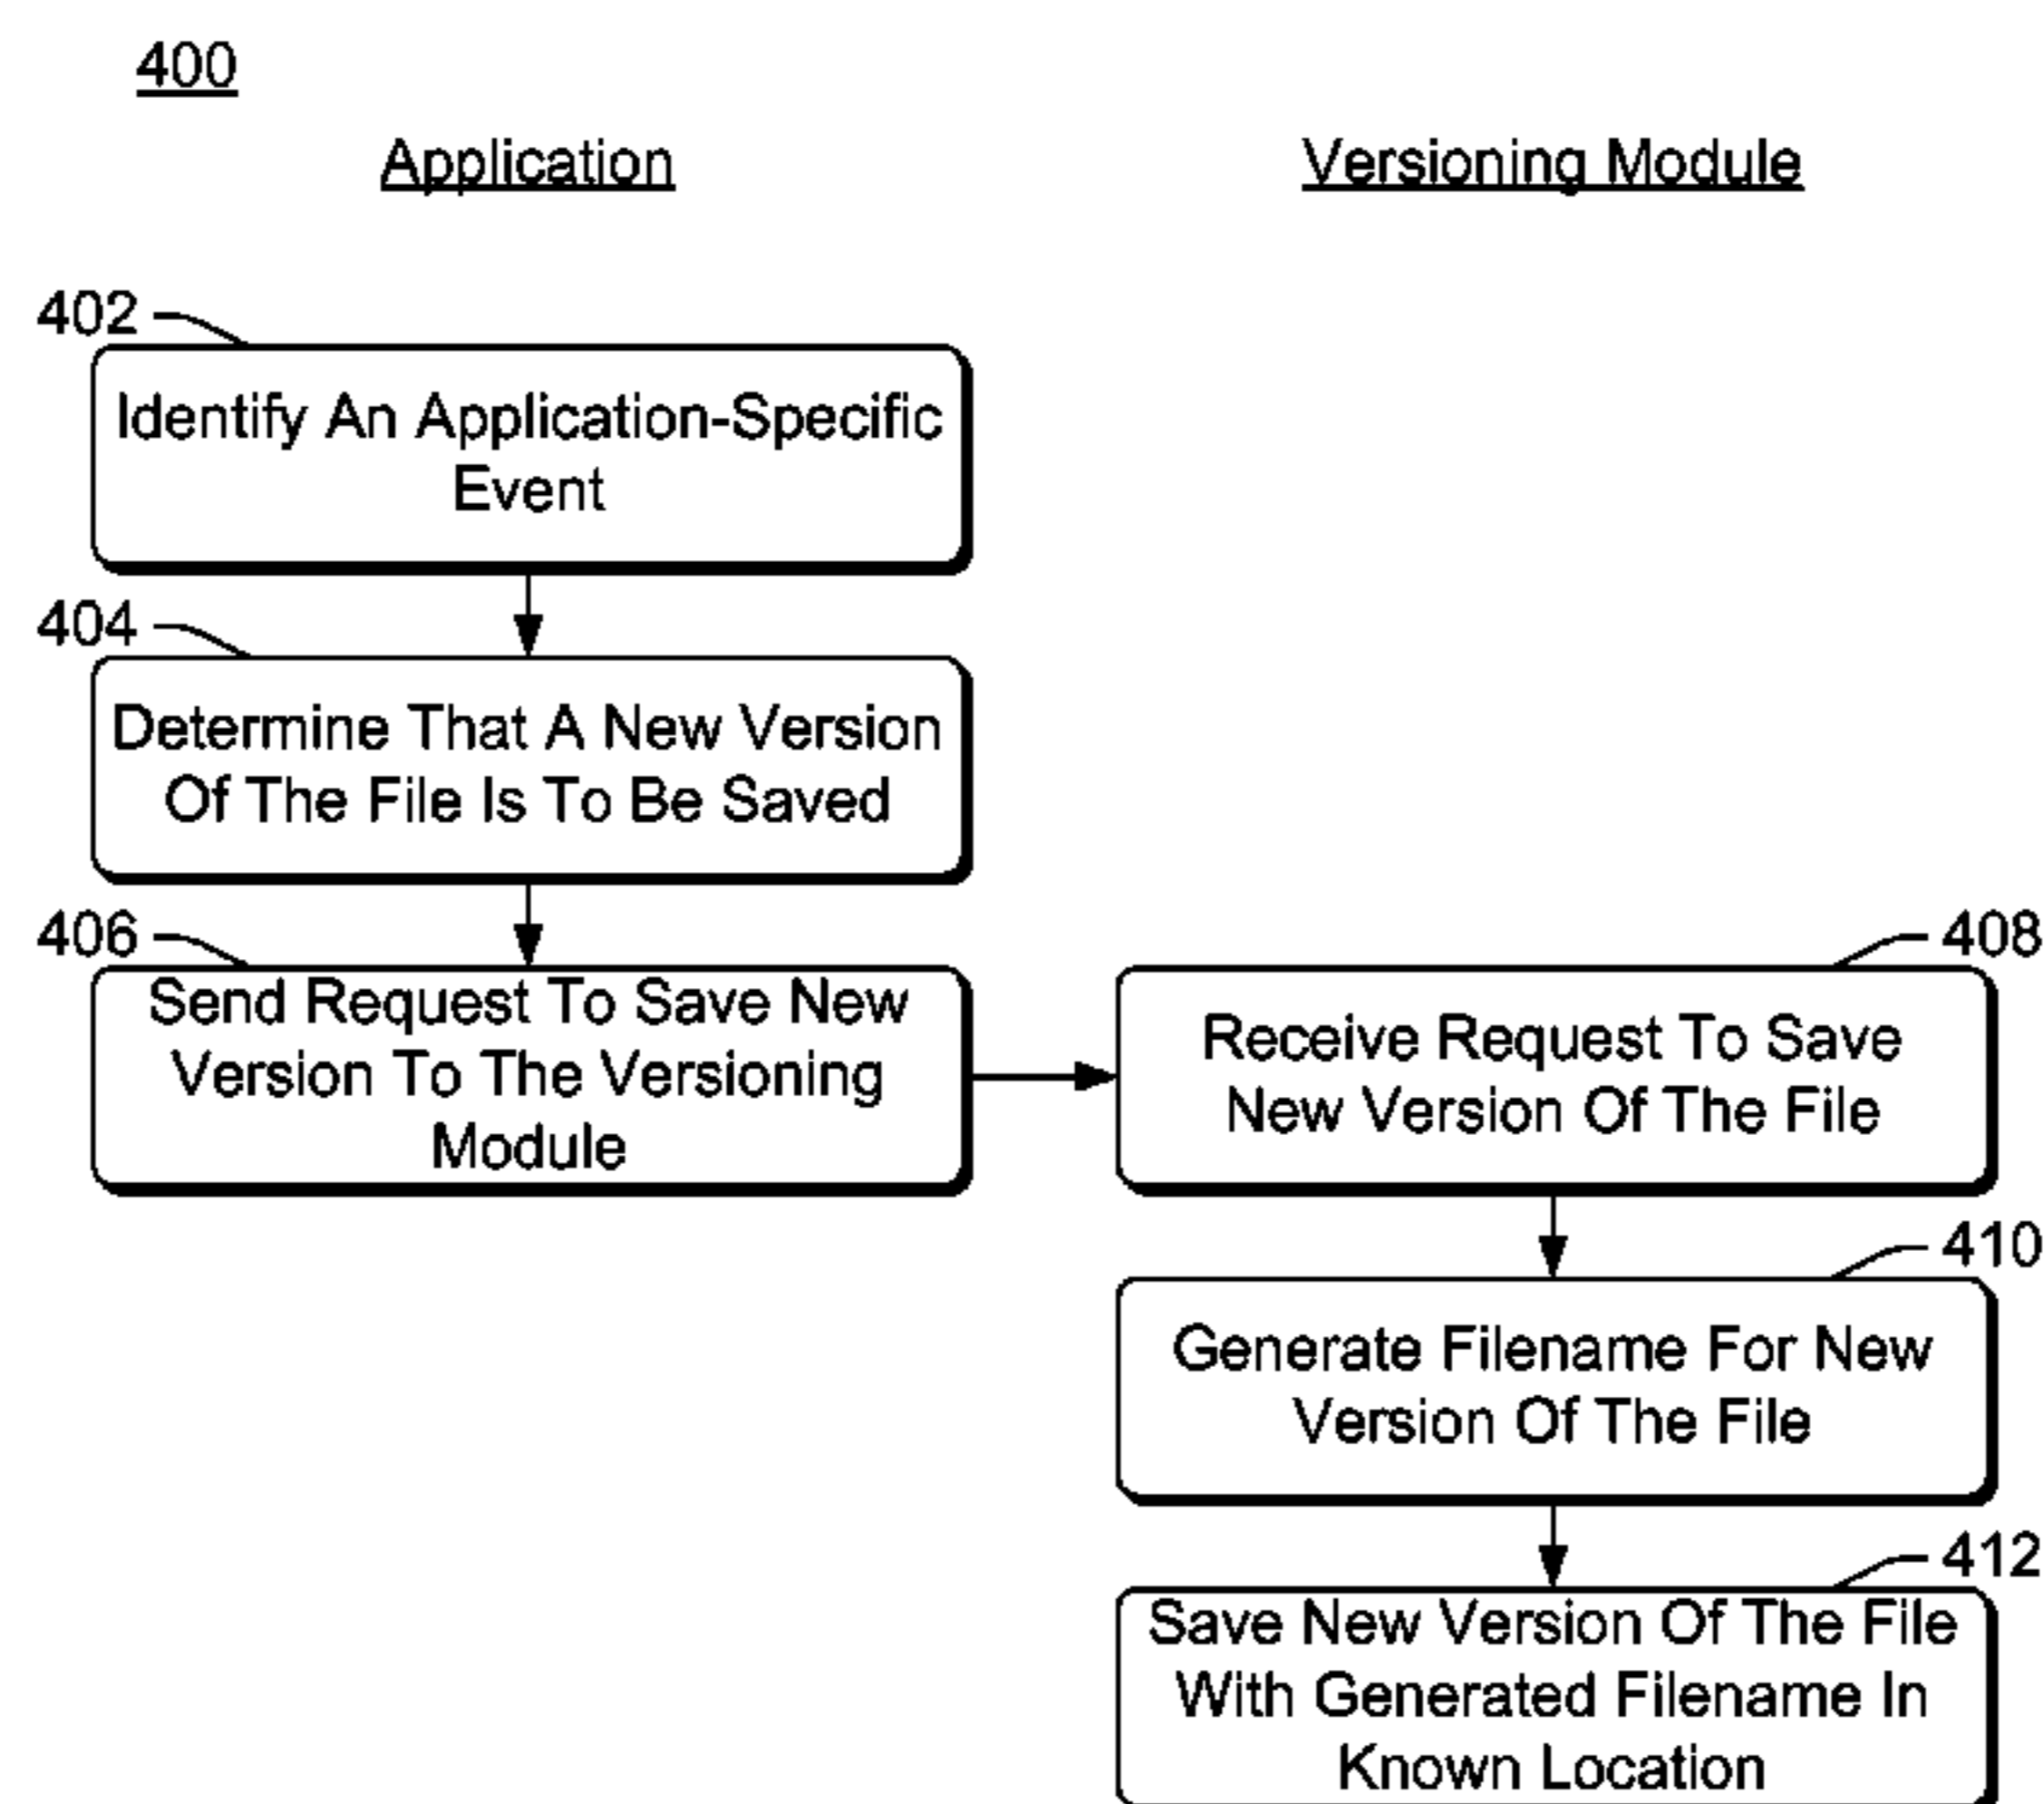 400
Application
Versioning Module
402
Identify An Application-Specific
Event
404
Determine That A New Version
Of The File Is To Be Saved
406
Send Request To Save New
Version To The Versioning
Module
408
Receive Request To Save
New Version Of The File
410
Generate Filename For New
Version Of The File
412
Save New Version Of The File
With Generated Filename In
Known Location